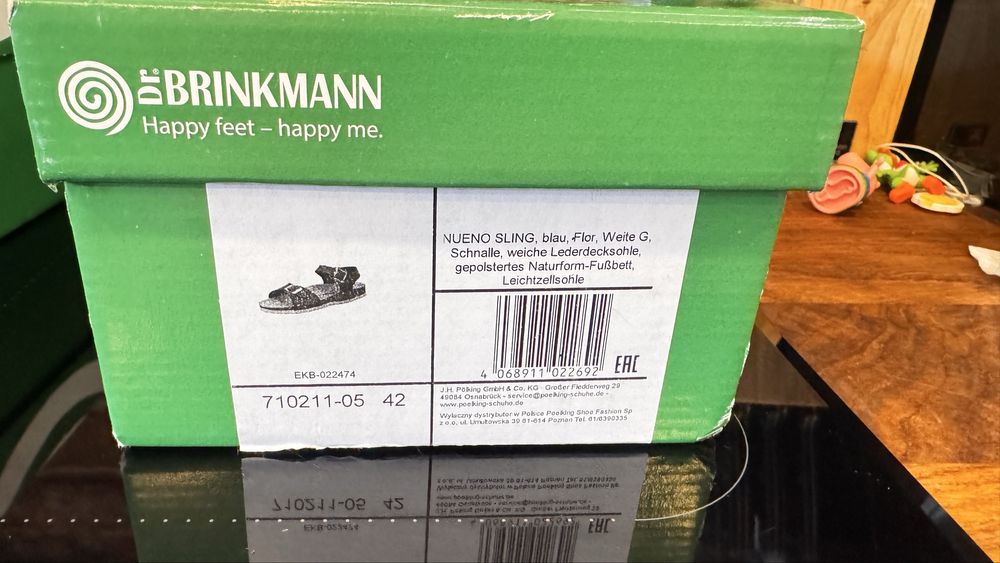 Dr. BRINKMANN
Happy feet – happy me.
NUENO SLING, blau, Flor, Weite G,
Schnalle, weiche Lederdecksohle,
gepolstertes Naturform-Fußbett,
Leichtzellsohle
EKB-022474
4 068911 022692
EAC
710211-05 42
J.H. Pölking GmbH & Co. KG - Großer Fledderweg 29
49084 Osnabrück - service@poelking-schuhe.de -
www.poelking-schuhe.de
Wyłaczny dystrybutor w Polsce Poelking Shoe Fashion Sp
z o.o. ul. Umultowska 39 61-614 Poznan Tel. 61/8390335